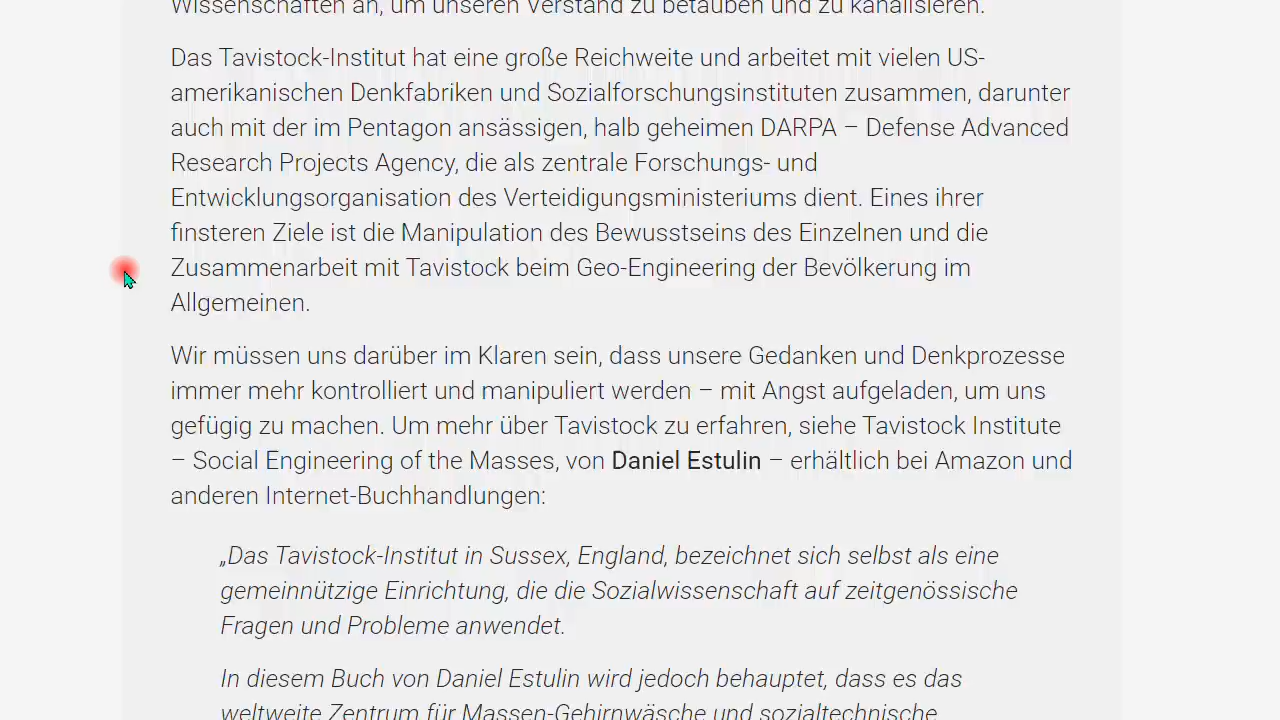 Wissenschaften an, um unseren Verstand zu betäuben und zu kanalisieren.
Das Tavistock-Institut hat eine große Reichweite und arbeitet mit vielen US-
amerikanischen Denkfabriken und Sozialforschungsinstituten zusammen, darunter
auch mit der im Pentagon ansässigen, halb geheimen DARPA – Defense Advanced
Research Projects Agency, die als zentrale Forschungs- und
Entwicklungsorganisation des Verteidigungsministeriums dient. Eines ihrer
finsteren Ziele ist die Manipulation des Bewusstseins des Einzelnen und die
Zusammenarbeit mit Tavistock beim Geo-Engineering der Bevölkerung im
Allgemeinen.
Wir müssen uns darüber im Klaren sein, dass unsere Gedanken und Denkprozesse
immer mehr kontrolliert und manipuliert werden – mit Angst aufgeladen, um uns
gefügig zu machen. Um mehr über Tavistock zu erfahren, siehe Tavistock Institute
– Social Engineering of the Masses, von Daniel Estulin – erhältlich bei Amazon und
anderen Internet-Buchhandlungen:
„Das Tavistock-Institut in Sussex, England, bezeichnet sich selbst als eine
gemeinnützige Einrichtung, die die Sozialwissenschaft auf zeitgenössische
Fragen und Probleme anwendet.
In diesem Buch von Daniel Estulin wird jedoch behauptet, dass es das
weltweite Zentrum für Massen-Gehirnwäsche und sozialtechnische